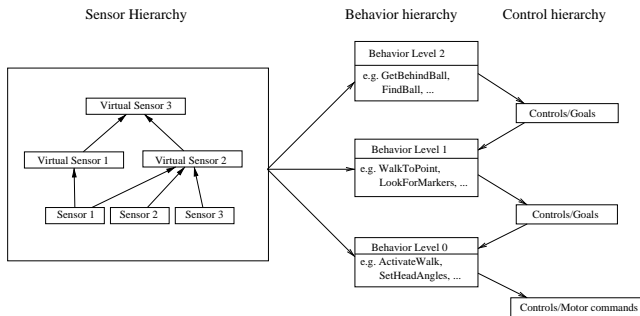 Sensor Hierarchy
Behavior hierarchy
Control hierarchy
Virtual Sensor 3
Virtual Sensor 1
Virtual Sensor 2
Sensor 1
Sensor 2
Sensor 3
Behavior Level 2
e.g. GetBehindBall,
FindBall, ...
Controls/Goals
Behavior Level 1
e.g. WalkToPoint,
LookForMarkers, ...
Controls/Goals
Behavior Level 0
e.g. ActivateWalk,
SetHeadAngles, ...
Controls/Motor commands